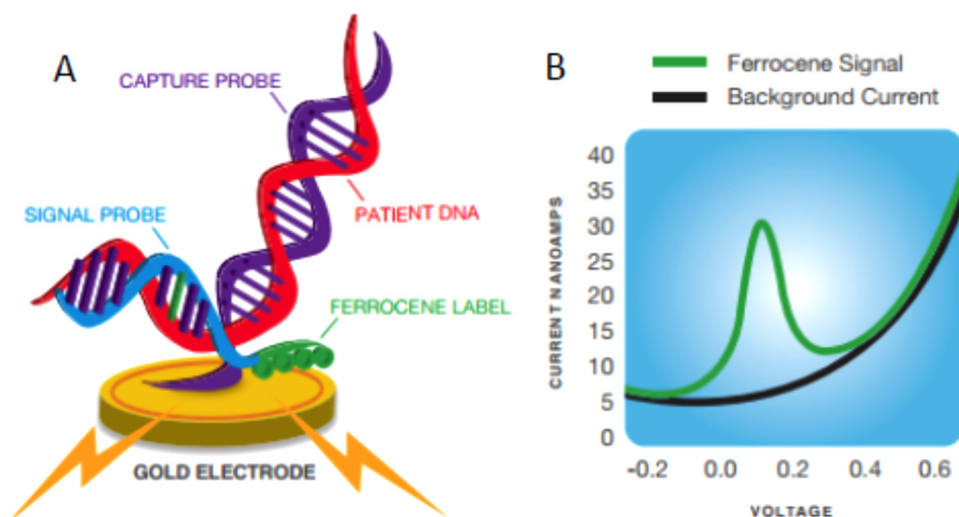 A
CAPTURE PROBE
SIGNAL PROBE
PATIENT DNA
FERROCENE LABEL
GOLD ELECTRODE
B
Ferrocene Signal
Background Current
CURRENT NANOAMPS
40
35
30
25
20
15
10
5
0
-0.2 0.0 0.2 0.4 0.6
VOLTAGE